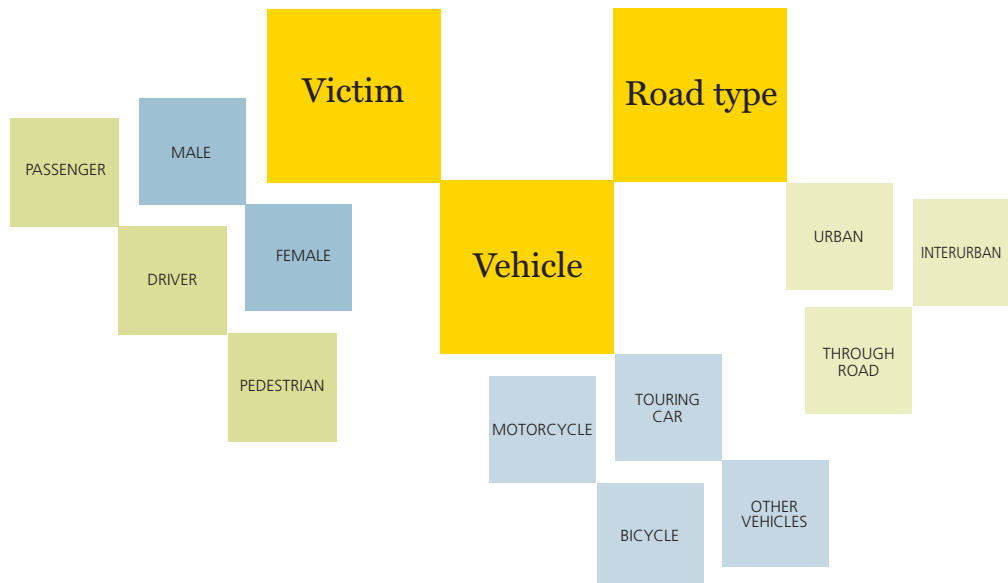 Victim
Road type
Vehicle
PASSENGER
MALE
DRIVER
FEMALE
PEDESTRIAN
MOTORCYCLE
TOURING
CAR
BICYCLE
OTHER
VEHICLES
URBAN
INTERURBAN
THROUGH
ROAD